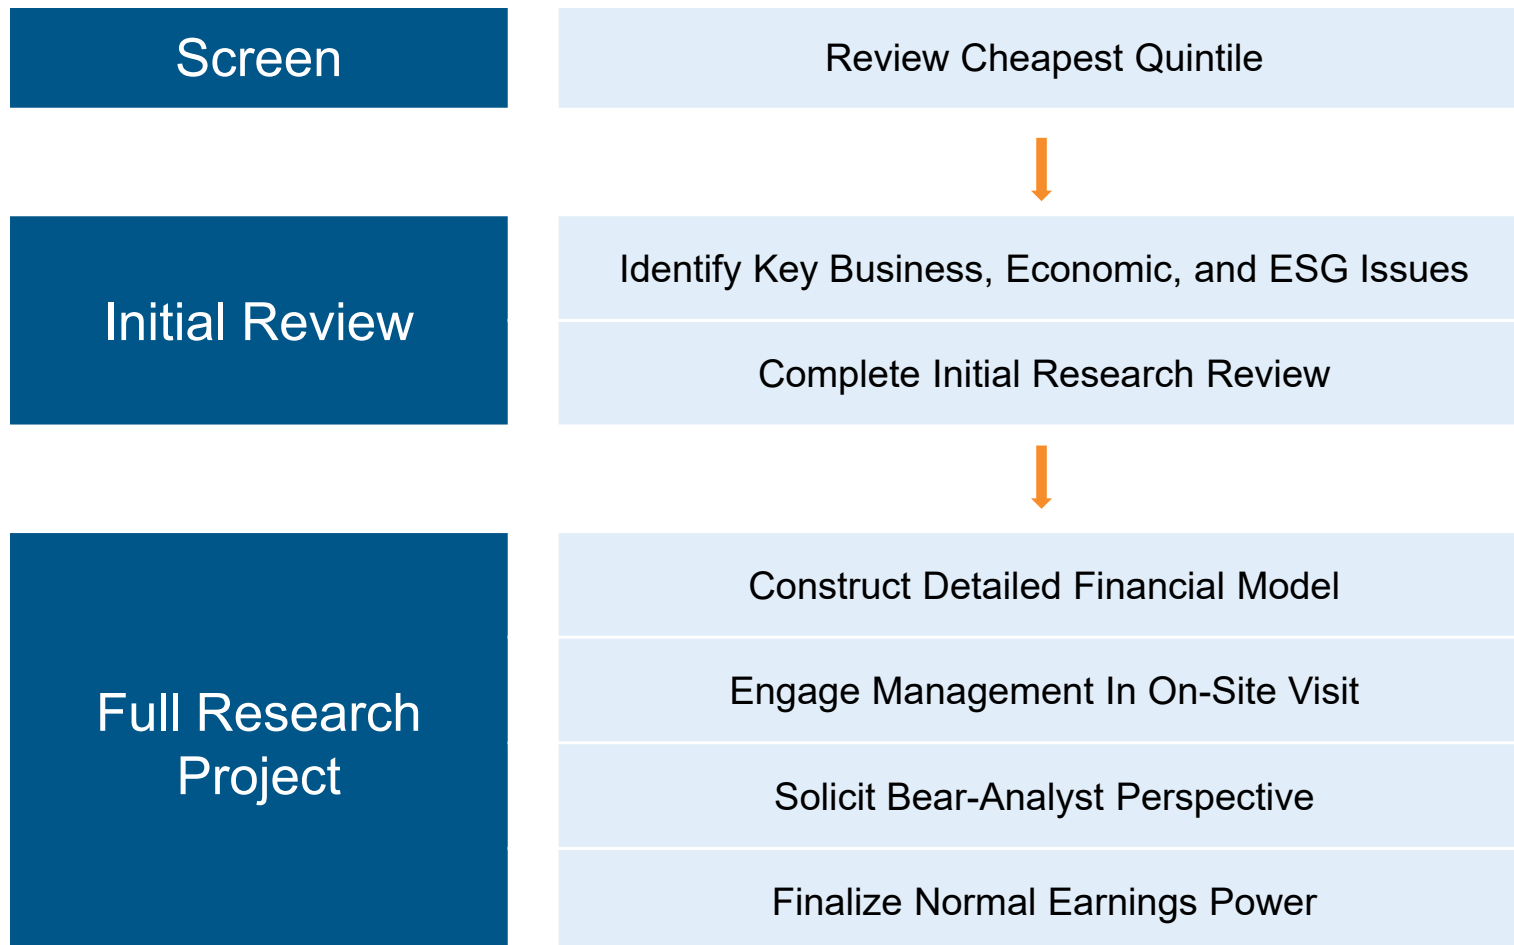 Screen
Review Cheapest Quintile
Initial Review
Identify Key Business, Economic, and ESG Issues
Complete Initial Research Review
Full Research
Project
Construct Detailed Financial Model
Engage Management In On-Site Visit
Solicit Bear-Analyst Perspective
Finalize Normal Earnings Power